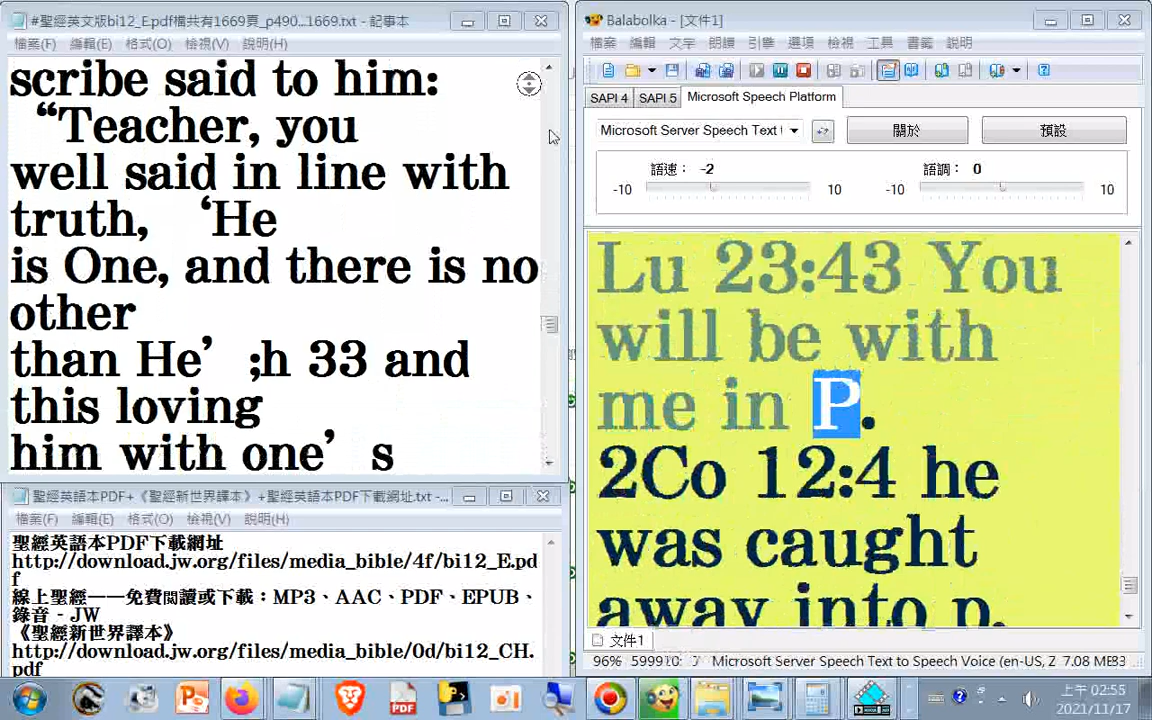 #聖經英文版bi12_E.pdf檔共有1669頁_p490...1669.txt - 記事本
檔案(F) 編輯(E) 格式(O) 檢視(V) 說明(H)
scribe said to him:
“Teacher, you
well said in line with
truth, ‘He
is One, and there is no
other
than He’ ;h 33 and
this loving
him with one’ s
聖經英語本PDF+《聖經新世界譯本》+聖經英語本PDF下載網址.txt -...
檔案(F) 編輯(E) 格式(O) 檢視(V) 說明(H)
聖經英語本PDF下載網址
http://download.jw.org/files/media_bible/4f/bi12_E.pd
f
線上聖經——免費閱讀或下載：MP3、AAC、PDF、EPUB、
錄音 - JW
《聖經新世界譯本》
http://download.jw.org/files/media_bible/0d/bi12_CH.
pdf
Balabolka - [文件1]
檔案 編輯 文字 朗讀 引擎 選項 檢視 工具 書籤 說明
SAPI 4 SAPI 5 Microsoft Speech Platform
Microsoft Server Speech Text 關於 預設
語速： -2 語調： 0
-10 10 -10 10
Lu 23:43 You
will be with
me in P.
2Co 12:4 he
was caught
away into p.
文件1
96% Microsoft Server Speech Text to Speech Voice (en-US, Z 7.08 MB
上午 02:55
2021/11/17